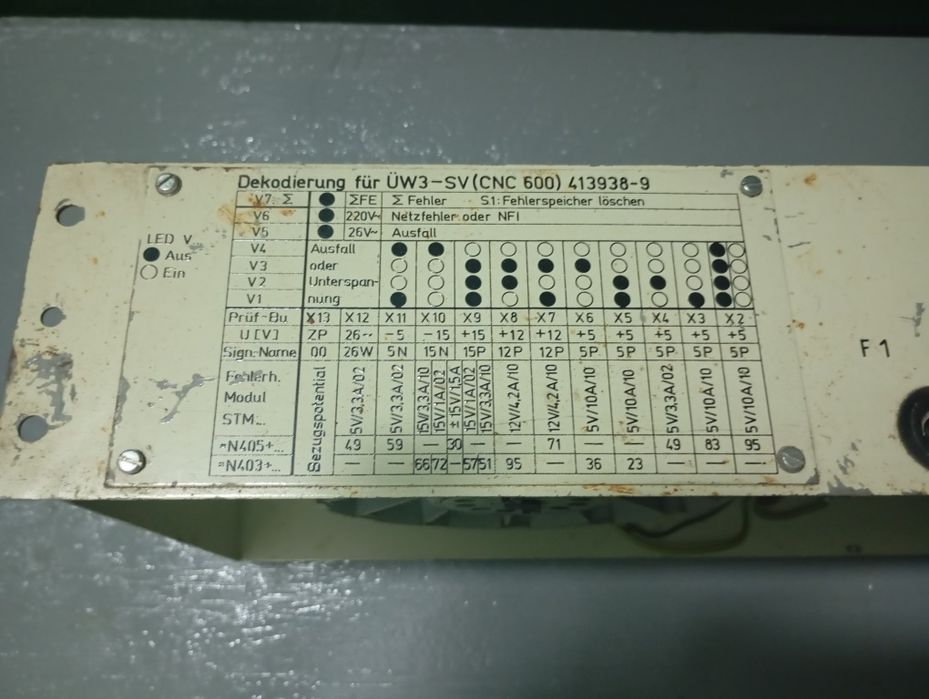 Dekodierung für ÜW3-SV(CNC 600) 413938-9
V7. Σ ● ΣFE Σ Fehler S1: Fehlerspeicher löschen
V6 ● 220V~ Netzfehler oder NFI
V5 ● 26V~ Ausfall
LED V
● Aus
○ Ein
V4 Ausfall ● ● ○ ○ ○ ○ ○ ○ ○ ● ○
V3 oder ○ ○ ● ● ● ● ○ ○ ○ ● ○
V2 Unterspan- ○ ○ ● ● ○ ○ ● ● ○ ● ○
V1 nung ● ○ ● ○ ● ○ ● ○ ● ● ○
Prüf-Bu. X13 X12 X11 X10 X9 X8 X7 X6 X5 X4 X3 X2
U [V] ZP 26~ -5 -15 +15 +12 +12 +5 +5 +5 +5 +5
Sign.-Name 00 26W 5N 15N 15P 12P 12P 5P 5P 5P 5P 5P
Fehlerh. Modul STM... Bezugspotential 5V/3,3A/02 5V/3,3A/02 15V/3,3A/10 15V/1A/02 ±15V/1,5A 15V/1A/02 15V/3,3A/10 12V/4,2A/10 12V/4,2A/10 5V/10A/10 5V/10A/10 5V/3,3A/02 5V/10A/10 5V/10A/10
N405+... 49 59 — 30 — — 71 — — 49 83 95
N403+... — — 66 72 — 57 51 95 — 36 23 — — —
F1